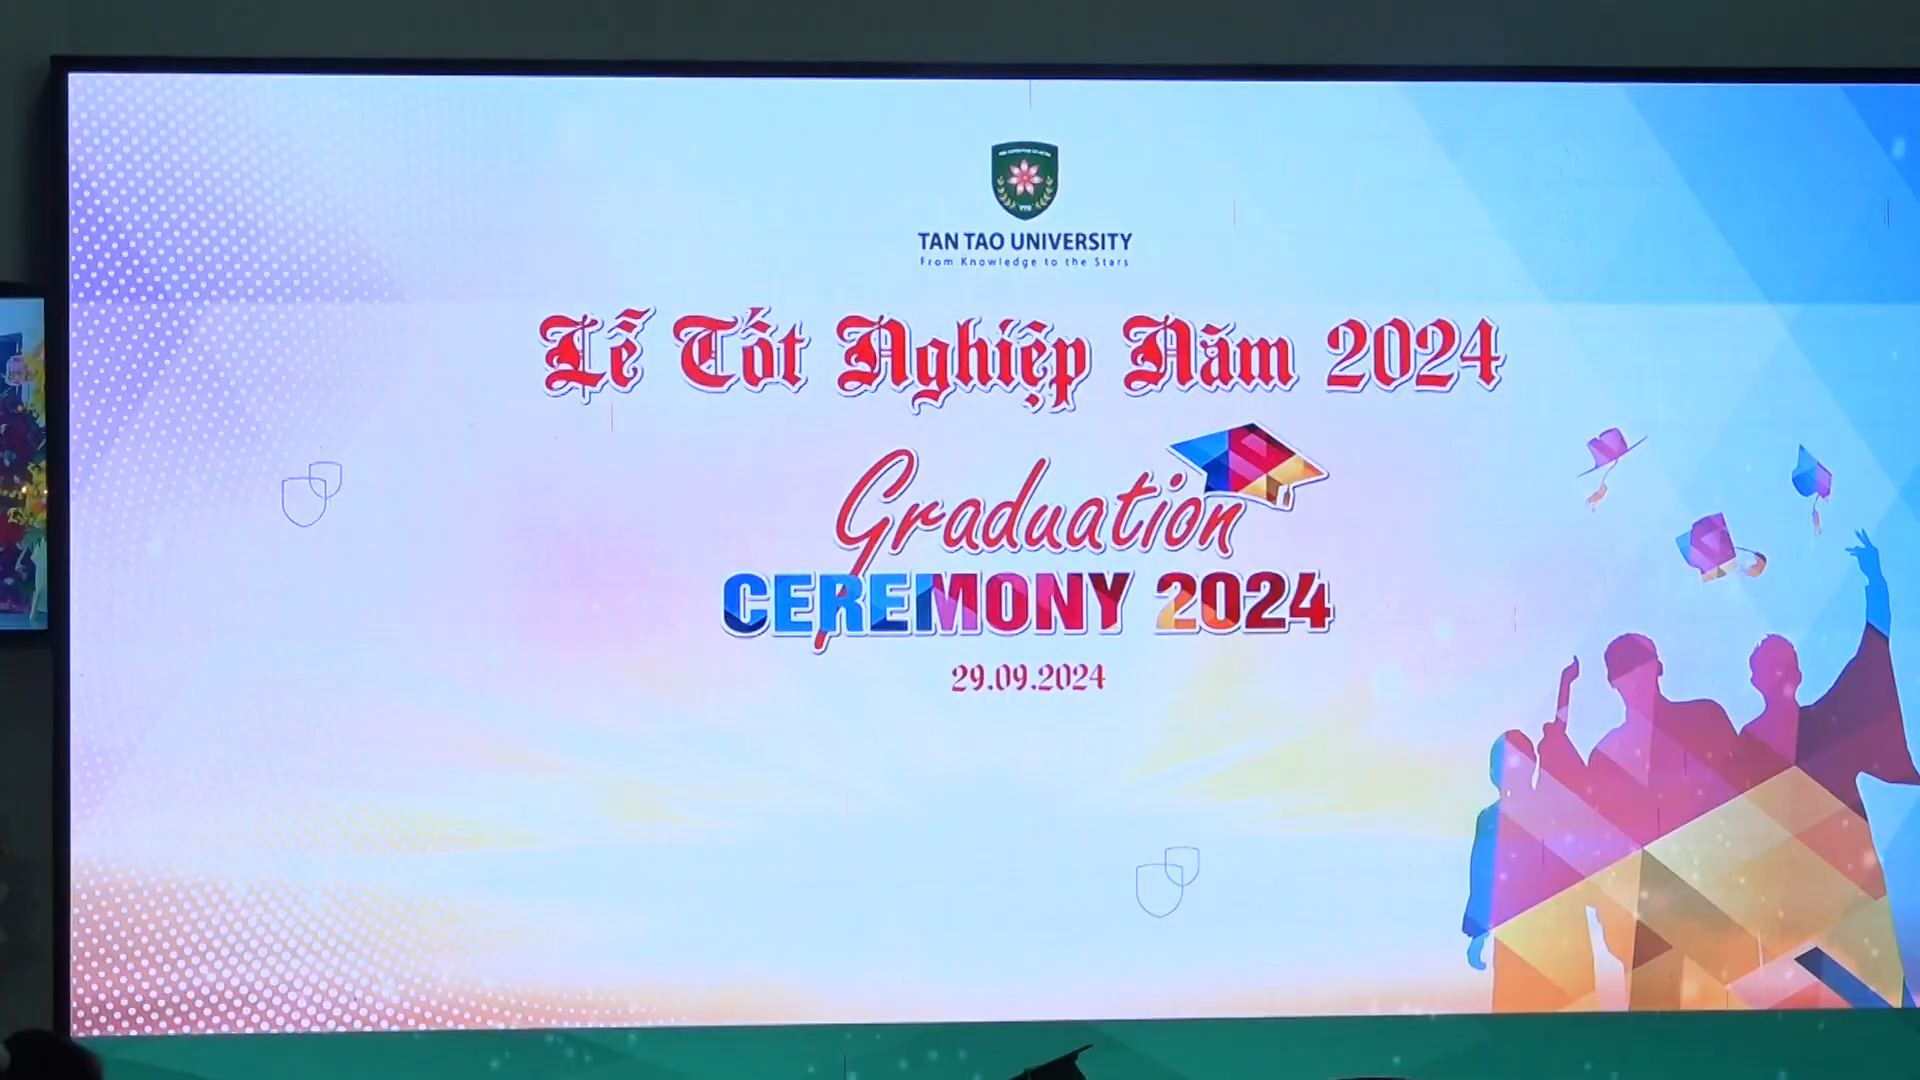 TAN TAO UNIVERSITY
From Knowledge to the Stars
Lễ Tốt Nghiệp Năm 2024
Graduation
CEREMONY 2024
29.09.2024